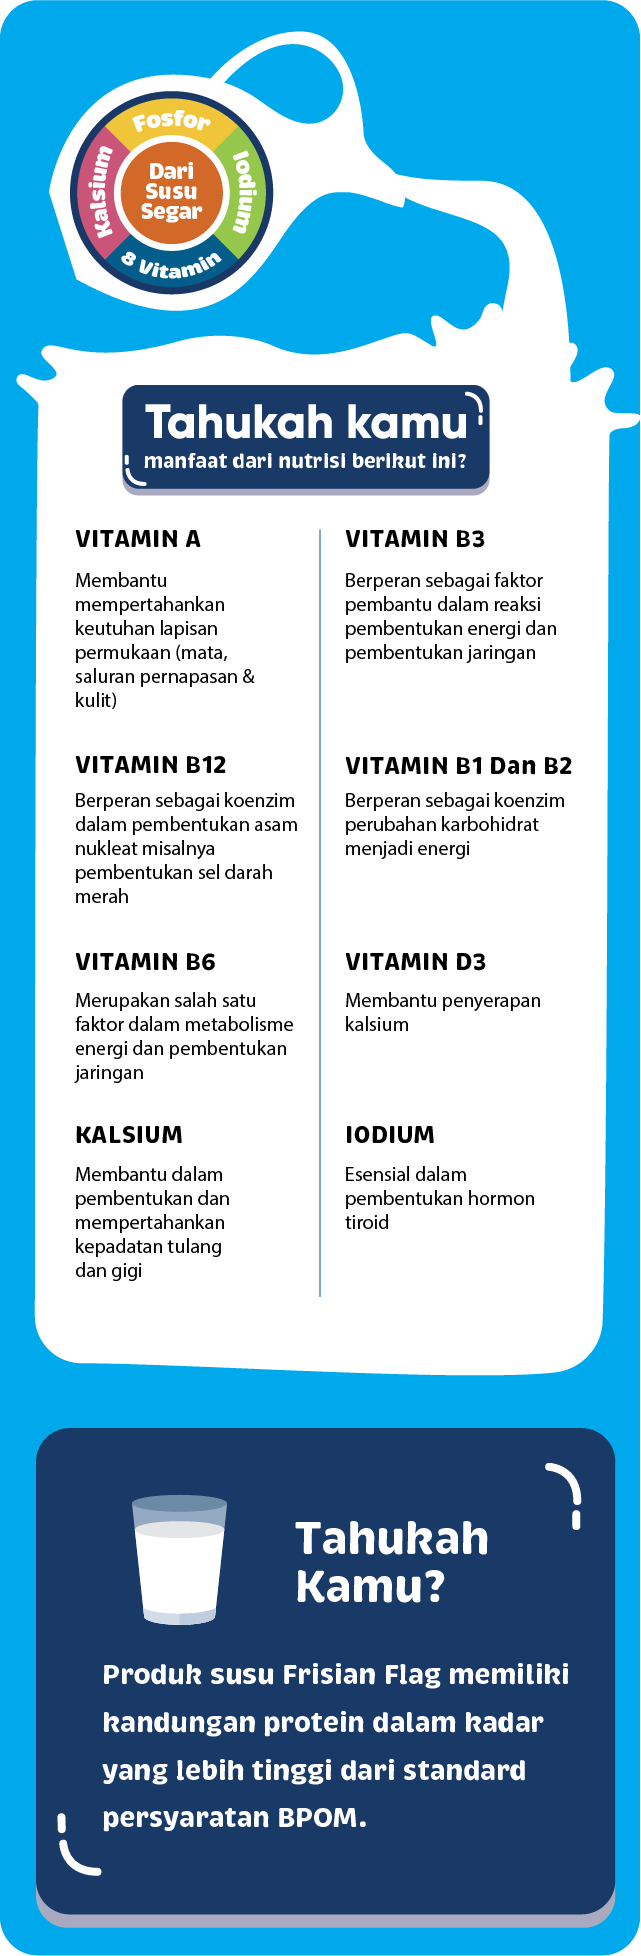 Fosfor
Kalsium
Iodium
Dari
Susu
Segar
8 Vitamin
Tahukah kamu
manfaat dari nutrisi berikut ini?
VITAMIN A
Membantu
mempertahankan
keutuhan lapisan
permukaan (mata,
saluran pernapasan &
kulit)
VITAMIN B3
Berperan sebagai faktor
pembantu dalam reaksi
pembentukan energi dan
pembentukan jaringan
VITAMIN B12
Berperan sebagai koenzim
dalam pembentukan asam
nukleat misalnya
pembentukan sel darah
merah
VITAMIN B1 Dan B2
Berperan sebagai koenzim
perubahan karbohidrat
menjadi energi
VITAMIN B6
Merupakan salah satu
faktor dalam metabolisme
energi dan pembentukan
jaringan
VITAMIN D3
Membantu penyerapan
kalsium
KALSIUM
Membantu dalam
pembentukan dan
mempertahankan
kepadatan tulang
dan gigi
IODIUM
Esensial dalam
pembentukan hormon
tiroid
Tahukah
Kamu?
Produk susu Frisian Flag memiliki
kandungan protein dalam kadar
yang lebih tinggi dari standard
persyaratan BPOM.